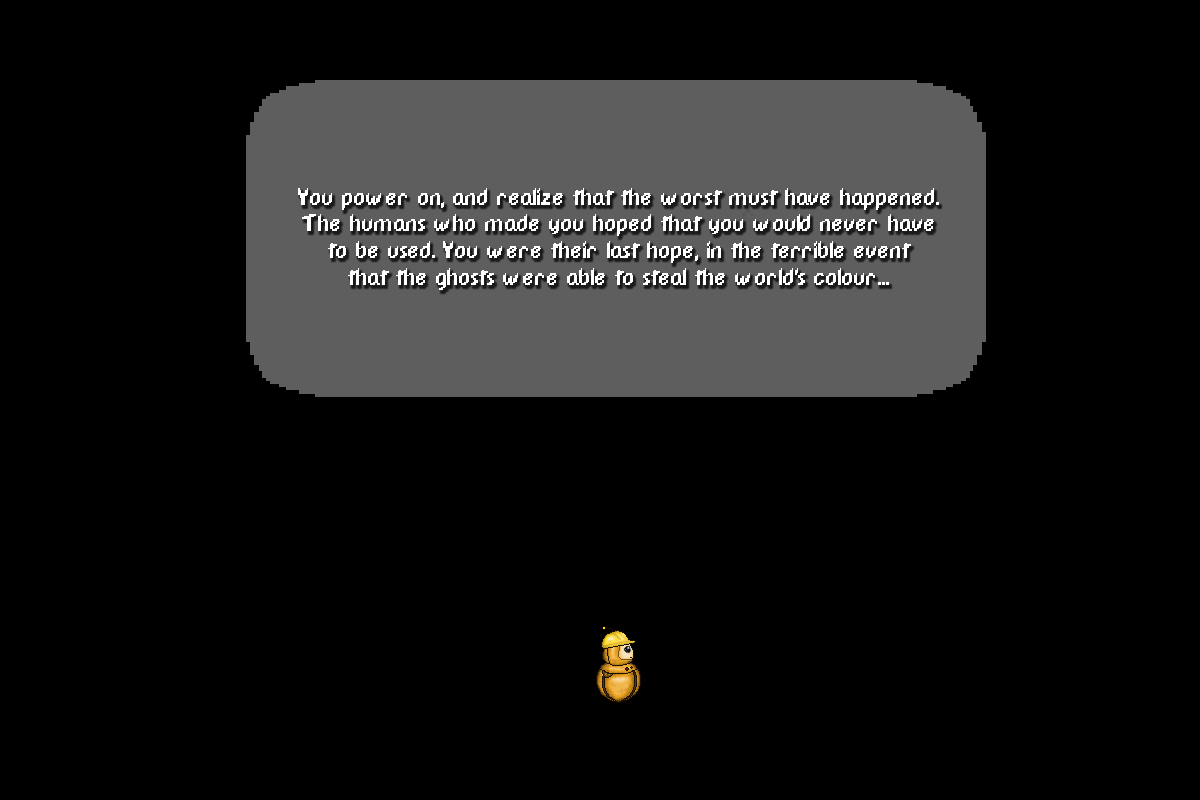 You power on, and realize that the worst must have happened.
The humans who made you hoped that you would never have
to be used. You were their last hope, in the terrible event
that the ghosts were able to steal the world's colour...